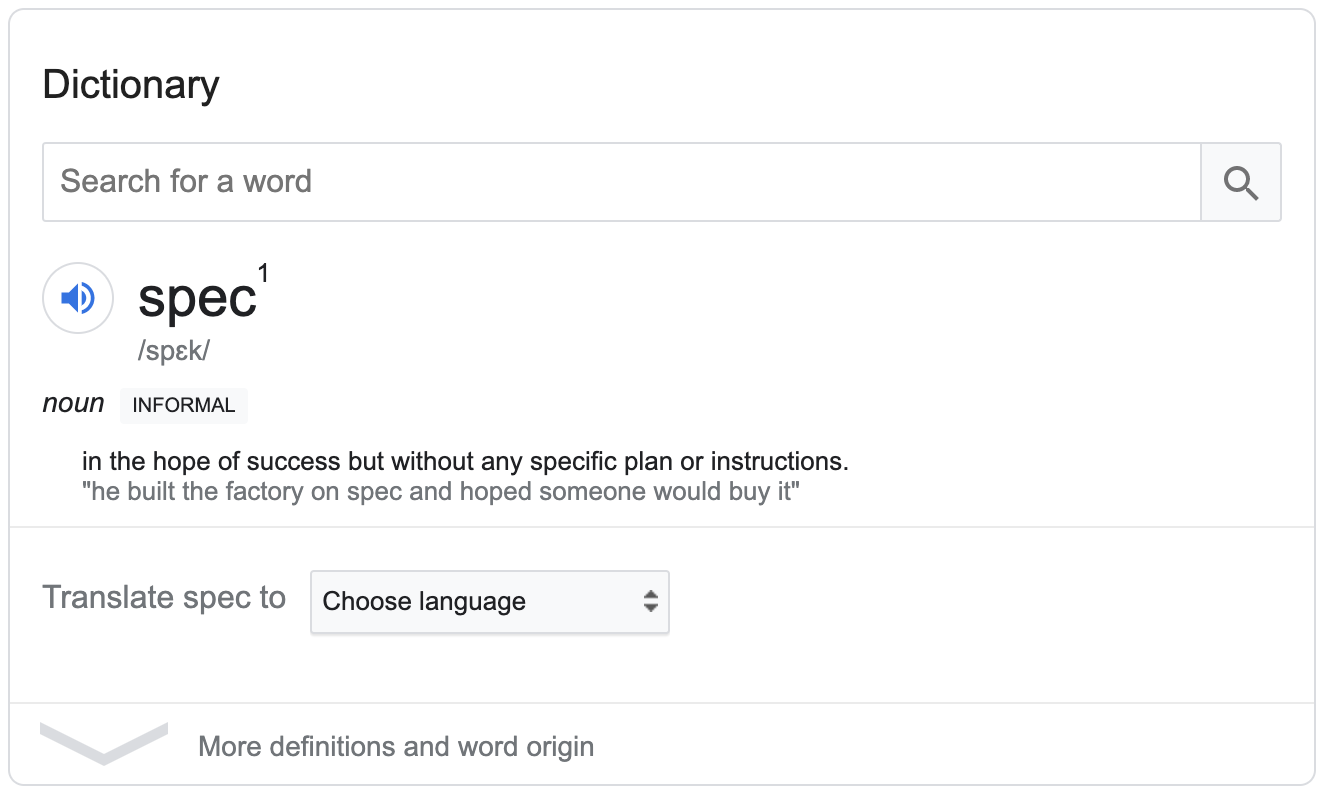 Dictionary
Search for a word
spec1
/spɛk/
noun INFORMAL
in the hope of success but without any specific plan or instructions.
"he built the factory on spec and hoped someone would buy it"
Translate spec to Choose language
More definitions and word origin